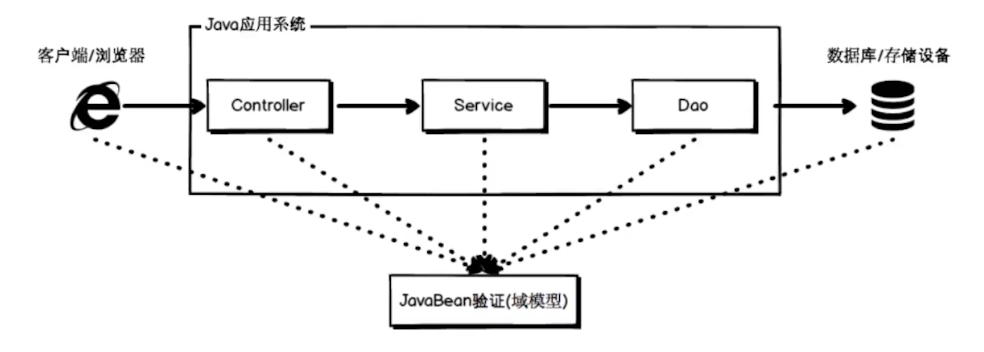 Java应用系统
客户端/浏览器
数据库/存储设备
Controller
Service
Dao
JavaBean验证(域模型)